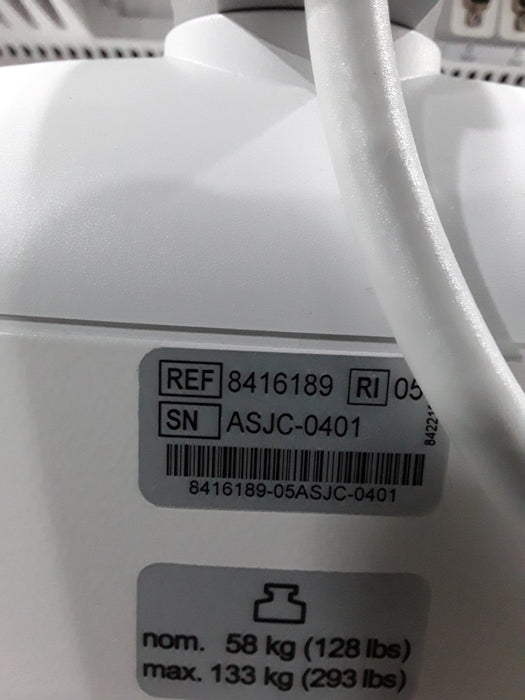 REF 8416189 RI 05
SN ASJC-0401
8416189-05ASJC-0401
nom. 58 kg (128 lbs)
max. 133 kg (293 lbs)